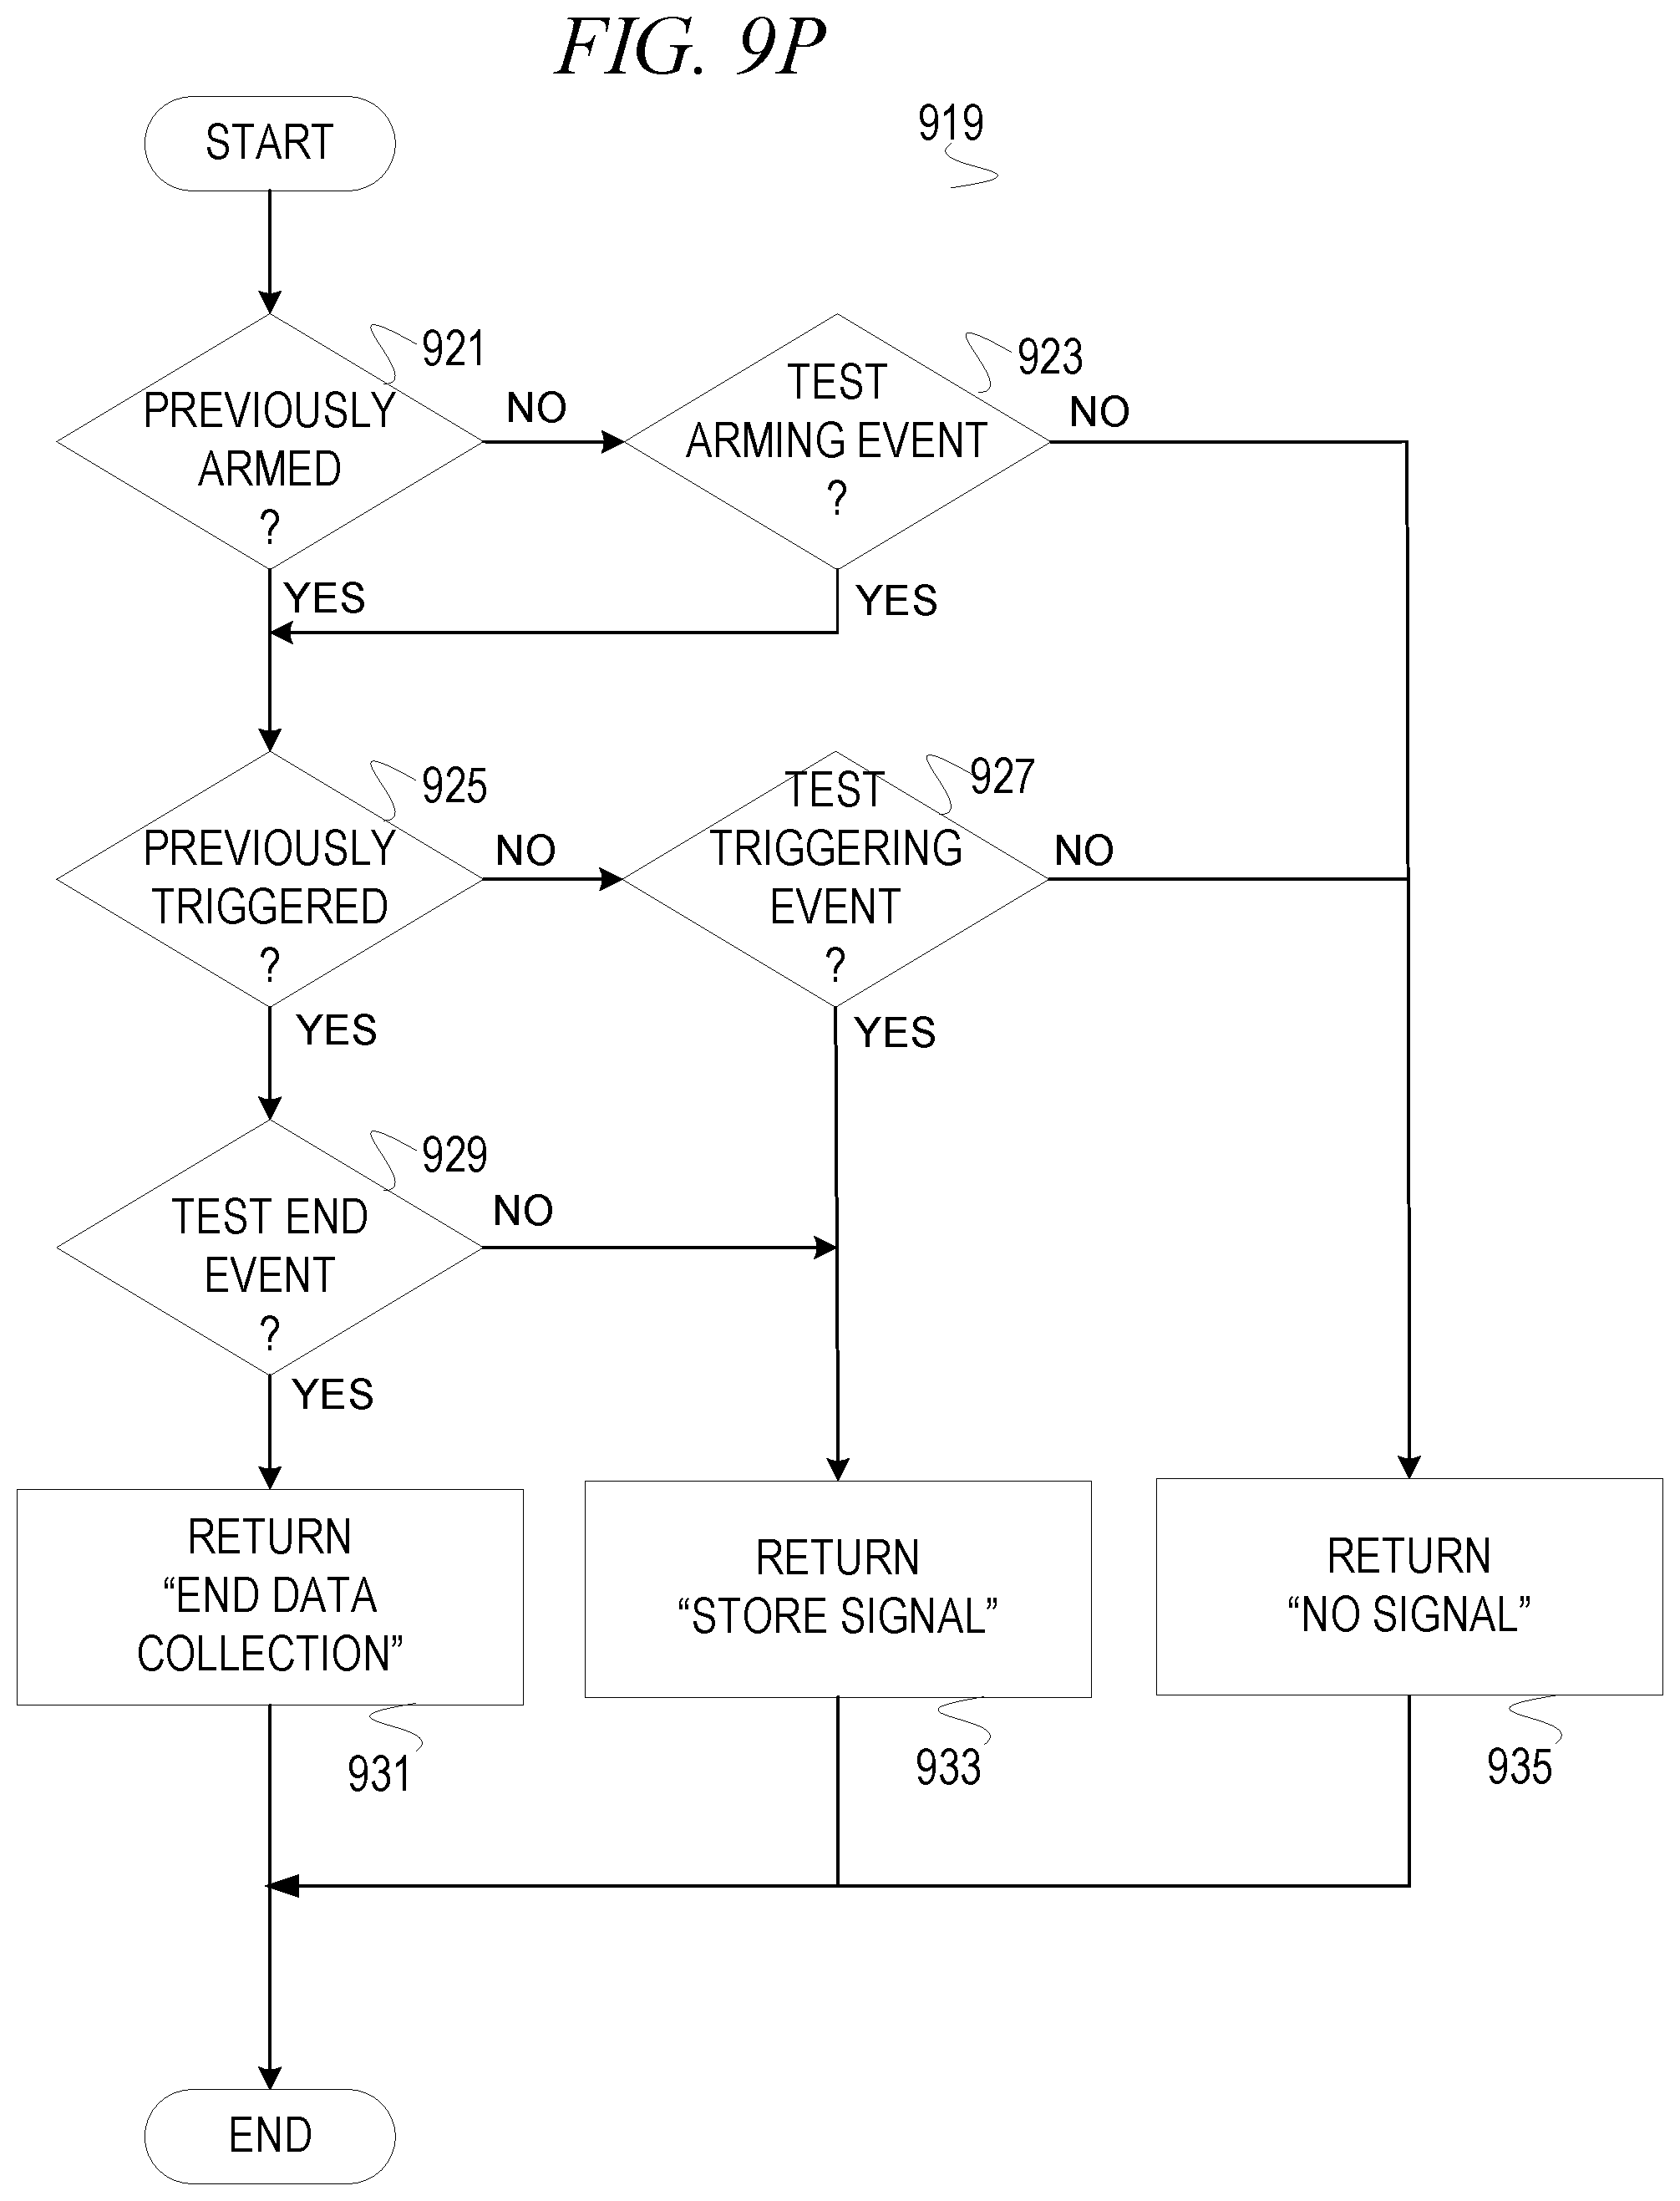 FIG. 9P
919
START
921
PREVIOUSLY
ARMED
?
NO
YES
923
TEST
ARMING EVENT
?
NO
YES
925
PREVIOUSLY
TRIGGERED
?
NO
YES
927
TEST
TRIGGERING
EVENT
?
NO
YES
929
TEST END
EVENT
?
NO
YES
RETURN
“END DATA
COLLECTION”
931
RETURN
“STORE SIGNAL”
933
RETURN
“NO SIGNAL”
935
END